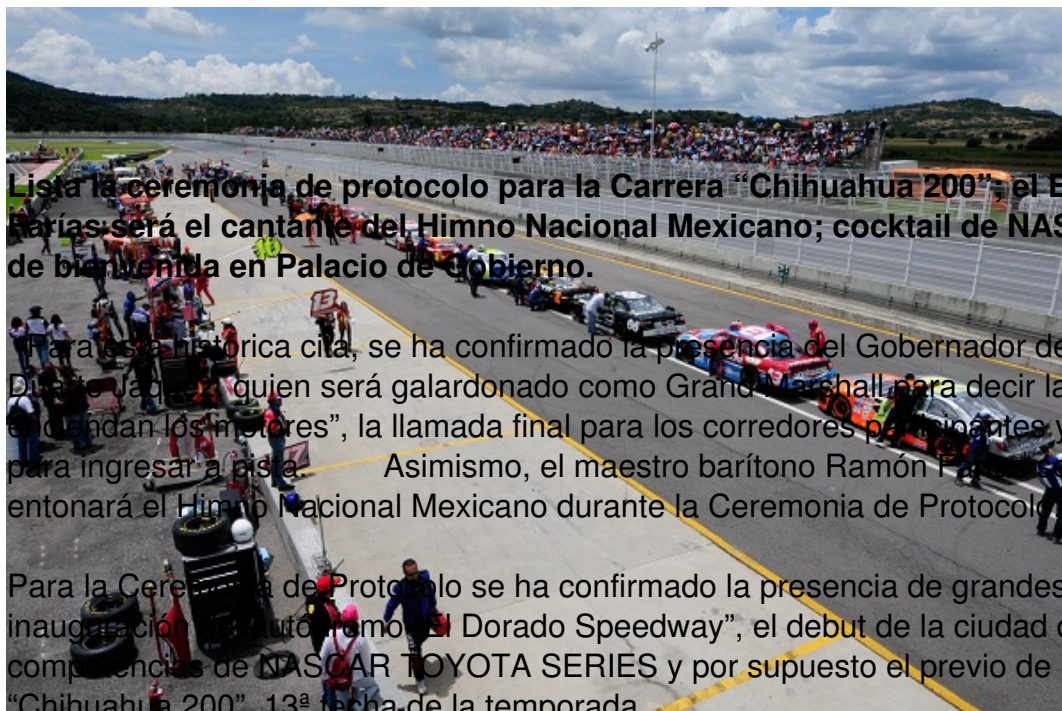 Lista la ceremonia de protocolo para la Carrera “Chihuahua 200”; el
Farías será el cantante del Himno Nacional Mexicano; cocktail de NAS
de bienvenida en Palacio de Gobierno.
Para esta histórica cita, se ha confirmado la presencia del Gobernador de
Duarte Jáquez, quien será galardonado como Grand Marshall para decir la
enciendan los motores”, la llamada final para los corredores participantes y
para ingresar a pista. Asimismo, el maestro barítono Ramón
entonará el Himno Nacional Mexicano durante la Ceremonia de Protocolo
Para la Ceremonia de Protocolo se ha confirmado la presencia de grandes
inauguración del autódromo “El Dorado Speedway”, el debut de la ciudad
competencias de NASCAR TOYOTA SERIES y por supuesto el previo de
“Chihuahua 200”, 13ª fecha de la temporada
13